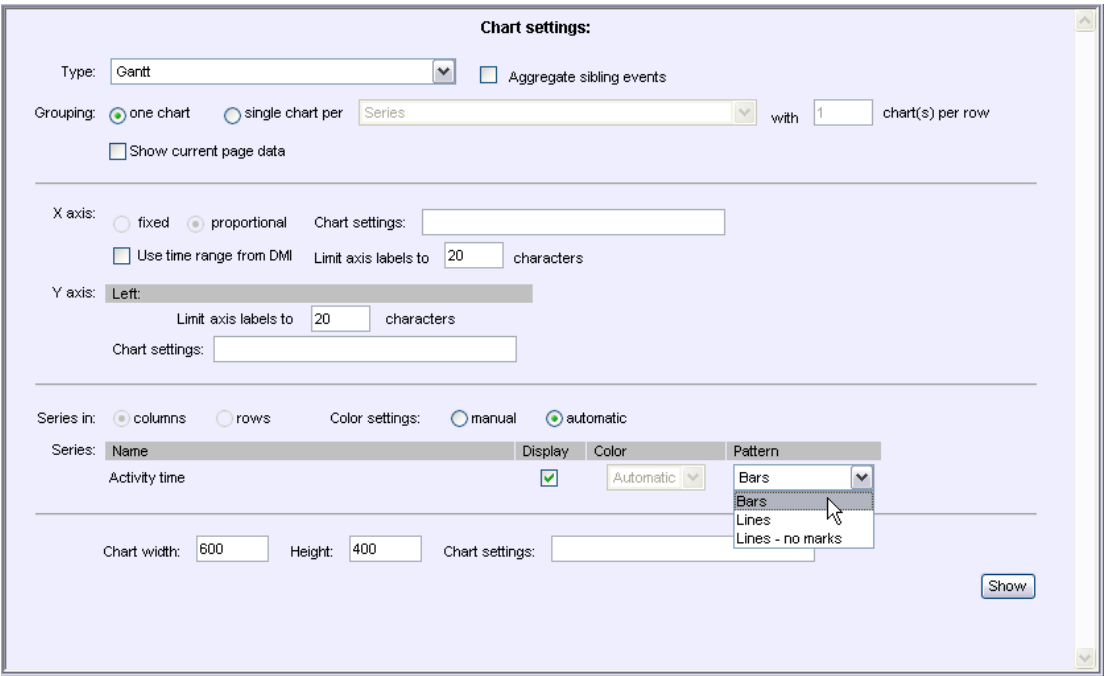 Chart settings:
Type: Gantt Aggregate sibling events
Grouping: one chart single chart per Series with 1 chart(s) per row
Show current page data
X axis: fixed proportional Chart settings:
Use time range from DMI Limit axis labels to 20 characters
Y axis: Left:
Limit axis labels to 20 characters
Chart settings:
Series in: columns rows Color settings: manual automatic
Series: Name Display Color Pattern
Activity time Automatic Bars
Bars
Lines
Lines - no marks
Chart width: 600 Height: 400 Chart settings:
Show